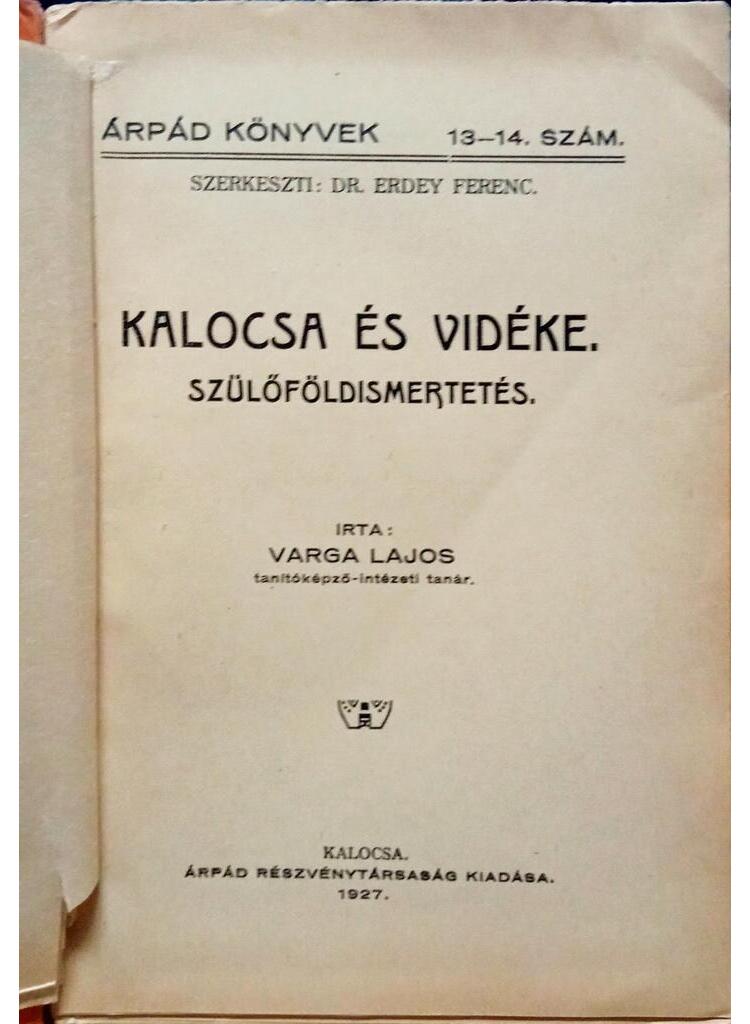 ÁRPÁD KÖNYVEK 13—14. SZÁM.
SZERKESZTI: DR. ERDEY FERENC.
KALOCSA ÉS VIDÉKE.
SZÜLŐFÖLDISMERTETÉS.
IRTA:
VARGA LAJOS
tanítóképző-intézeti tanár.
KALOCSA.
ÁRPÁD RÉSZVÉNYTÁRSASÁG KIADÁSA.
1927.